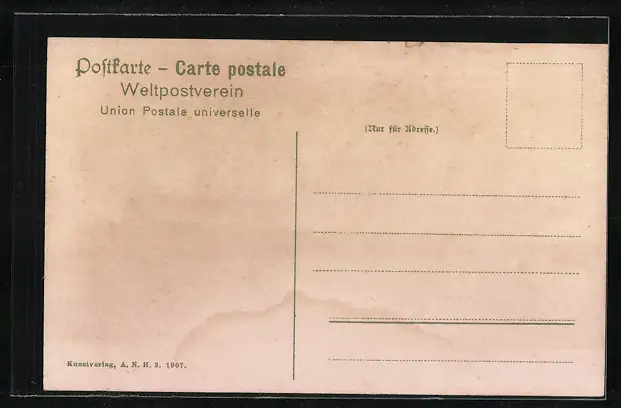 Postkarte – Carte postale
Weltpostverein
Union Postale universelle
(Nur für Adresse.)
Kunstverlag, A. N. H. 3. 1907.